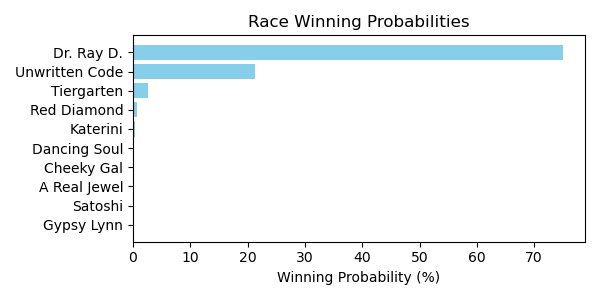 Race Winning Probabilities
Dr. Ray D.
Unwritten Code
Tiergarten
Red Diamond
Katerini
Dancing Soul
Cheeky Gal
A Real Jewel
Satoshi
Gypsy Lynn
0 10 20 30 40 50 60 70
Winning Probability (%)